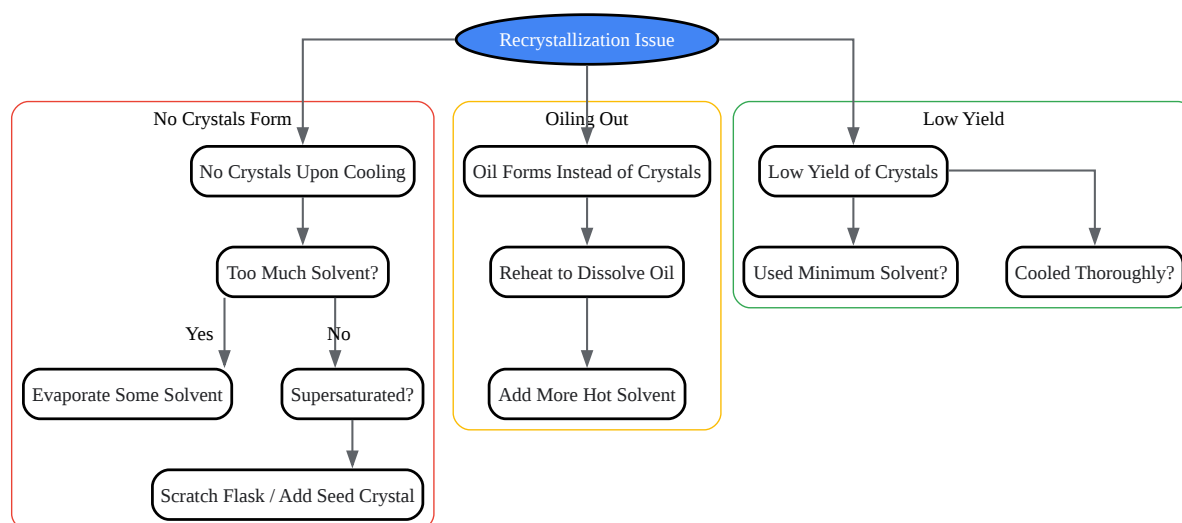 Recrystallization Issue
No Crystals Form
No Crystals Upon Cooling
Too Much Solvent?
Yes
No
Evaporate Some Solvent
Supersaturated?
Scratch Flask / Add Seed Crystal
Oiling Out
Oil Forms Instead of Crystals
Reheat to Dissolve Oil
Add More Hot Solvent
Low Yield
Low Yield of Crystals
Used Minimum Solvent?
Cooled Thoroughly?